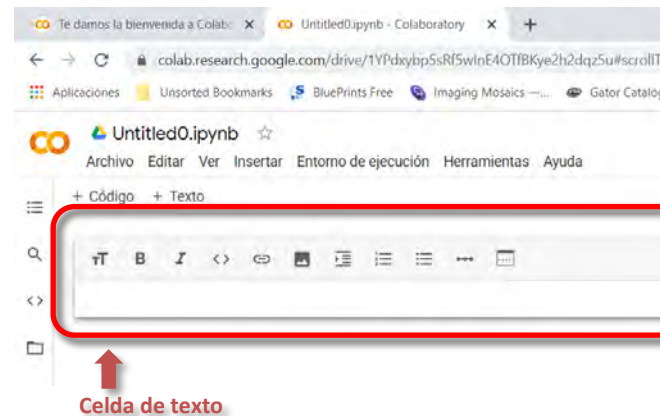 Te damos la bienvenida a Colab
Untitled0.ipynb - Colaboratory
colab.research.google.com/drive/1YPdxybp5sRf5wInE4OTfBKye2h2dqz5u#scrollT
Aplicaciones Unsorted Bookmarks BluePrints Free Imaging Mosaics —... Gator Catalog
CO Untitled0.ipynb
Archivo Editar Ver Insertar Entorno de ejecución Herramientas Ayuda
+ Código + Texto
TT B I <>
Celda de texto